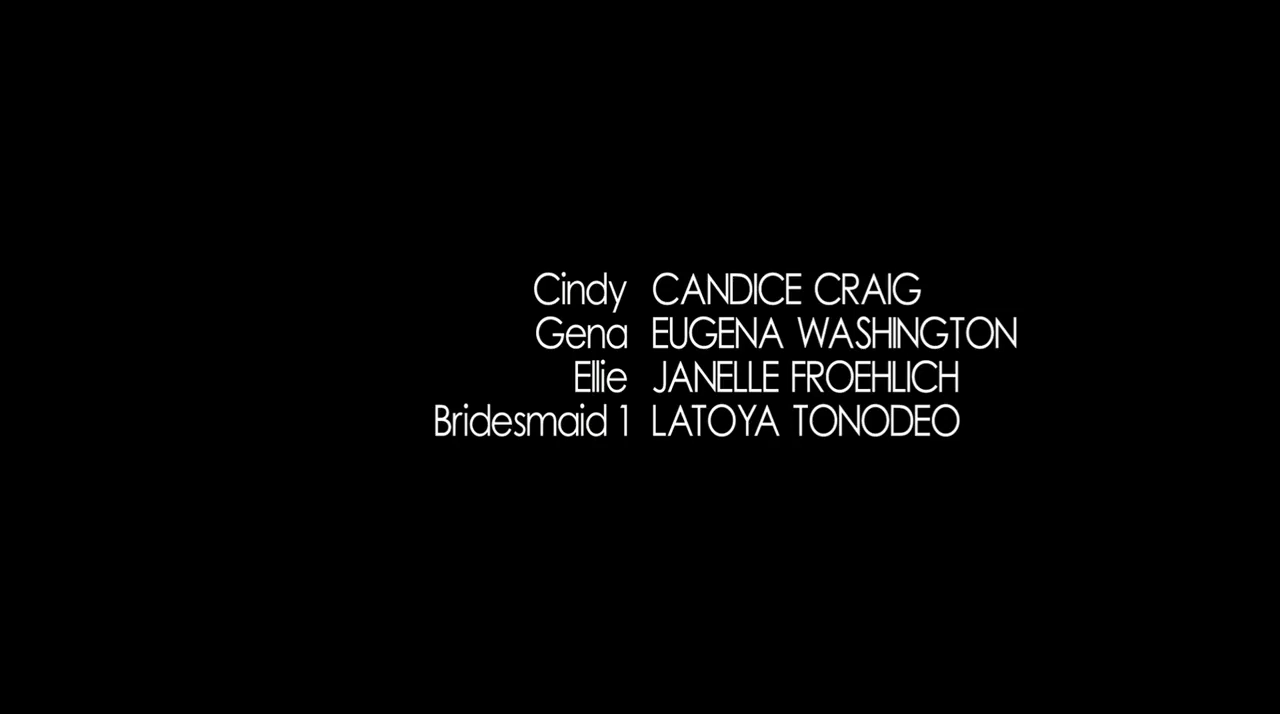 Cindy CANDICE CRAIG
Gena EUGENA WASHINGTON
Ellie JANELLE FROEHLICH
Bridesmaid 1 LATOYA TONODEO